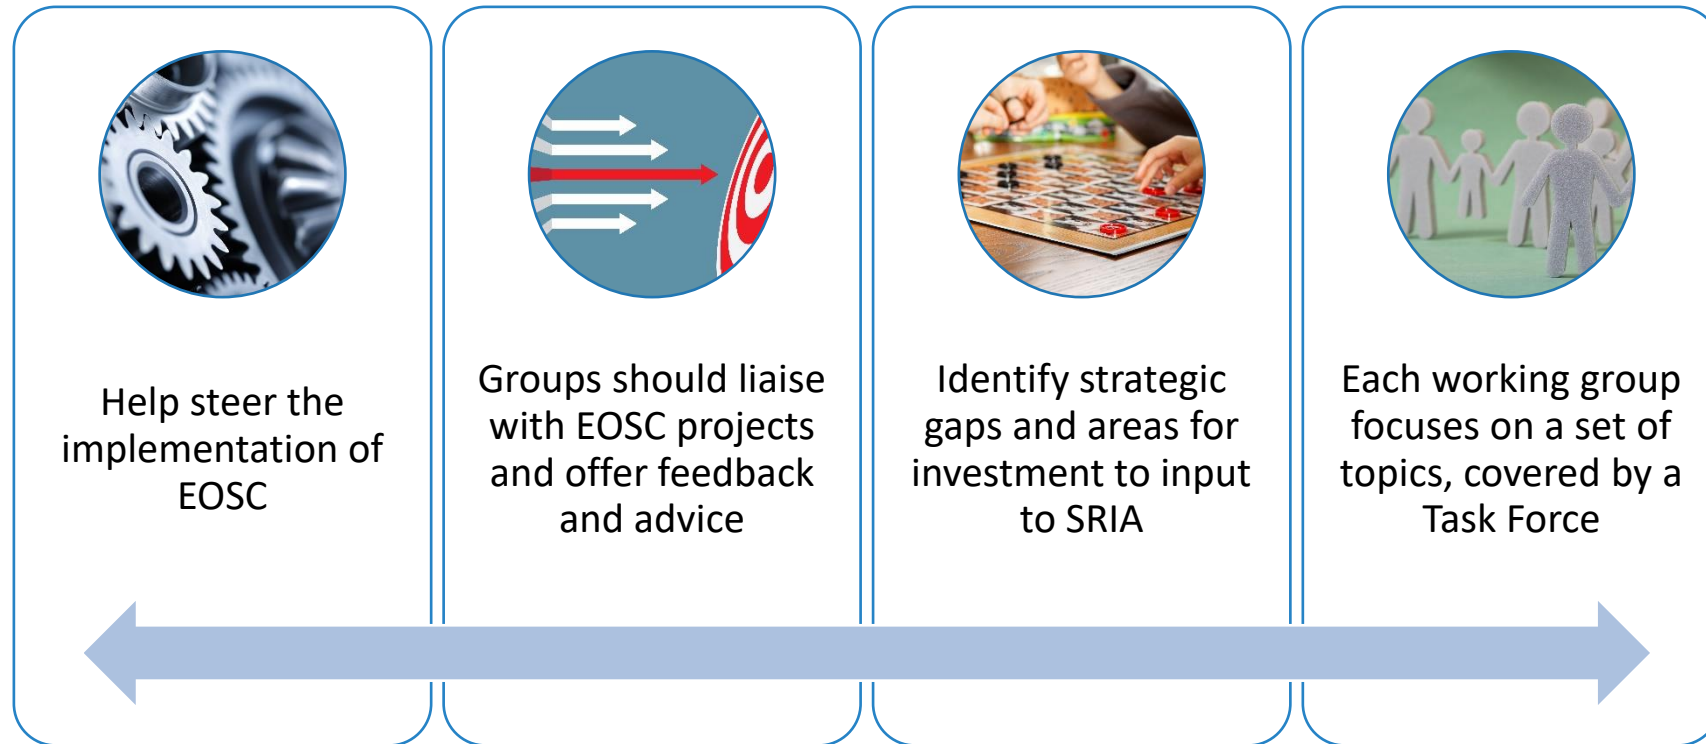 Help steer the
implementation of
EOSC
Groups should liaise
with EOSC projects
and offer feedback
and advice
Identify strategic
gaps and areas for
investment to input
to SRIA
Each working group
focuses on a set of
topics, covered by a
Task Force